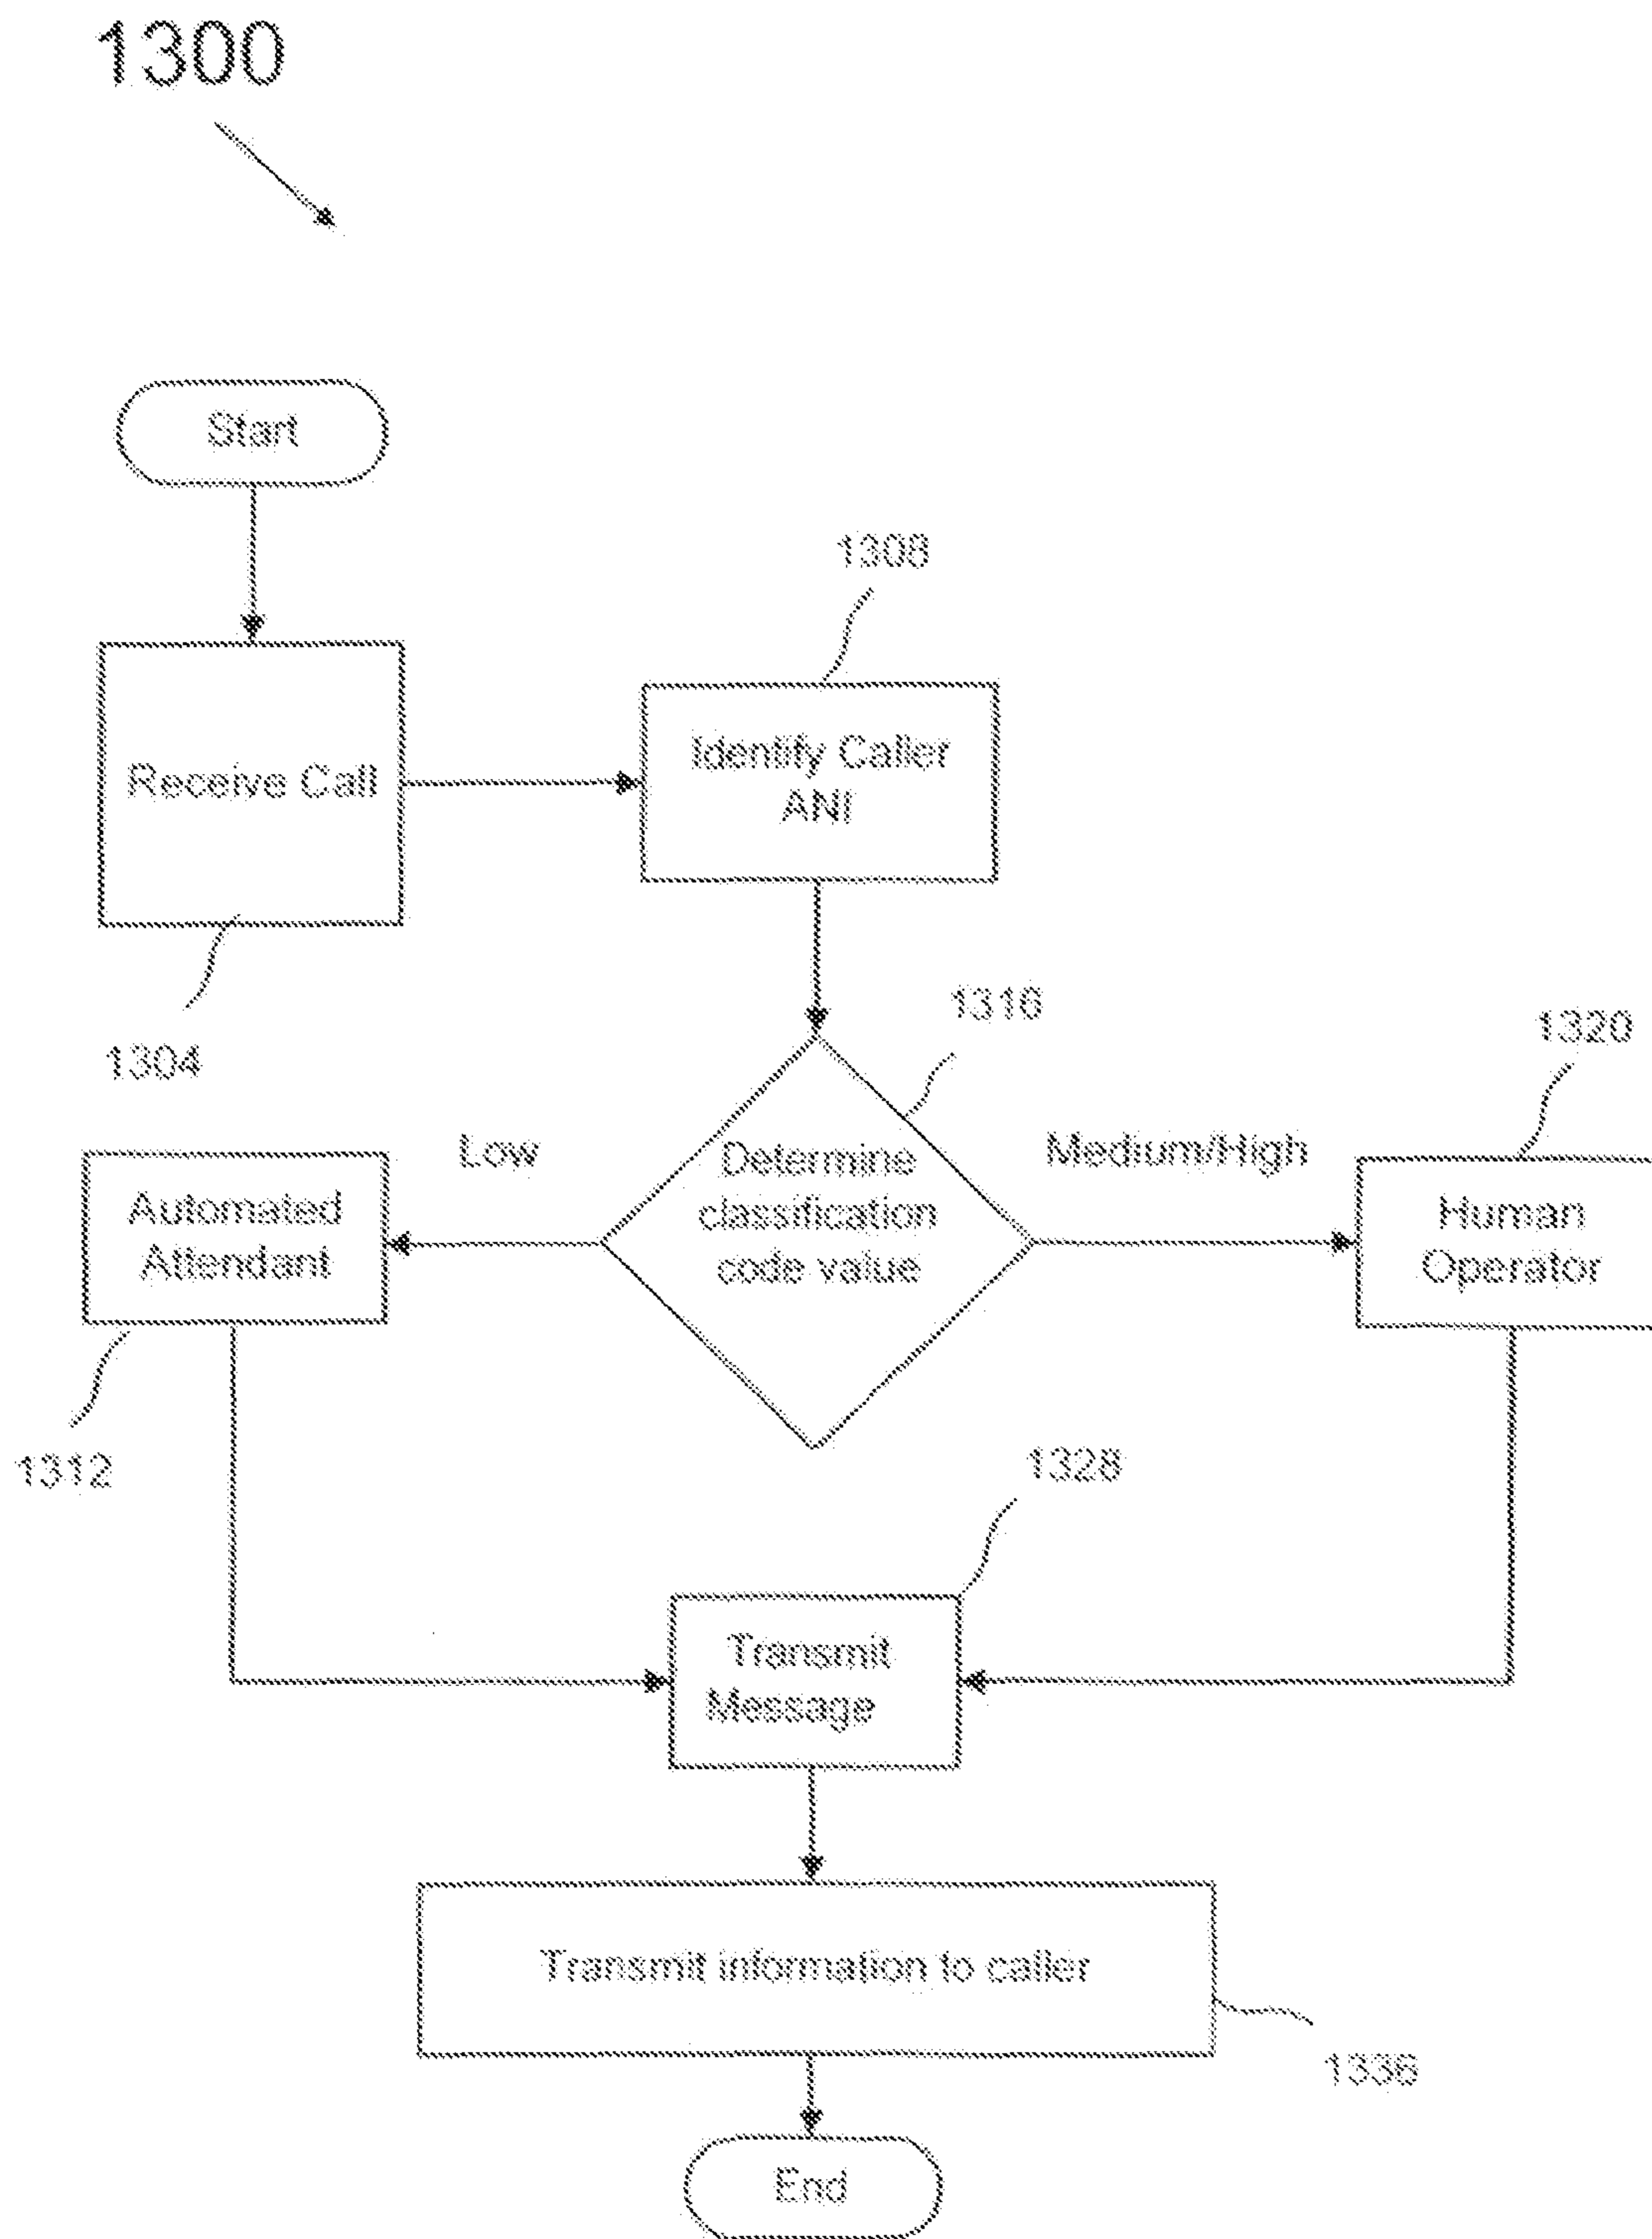 1300
Start
1308
Receive Call
Identify Caller
ANI
1304
1316
1320
Low
Medium/High
Automated
Attendant
Determine
classification
code value
Human
Operator
1312
1328
Transmit
Message
Transmit information to caller
1336
End